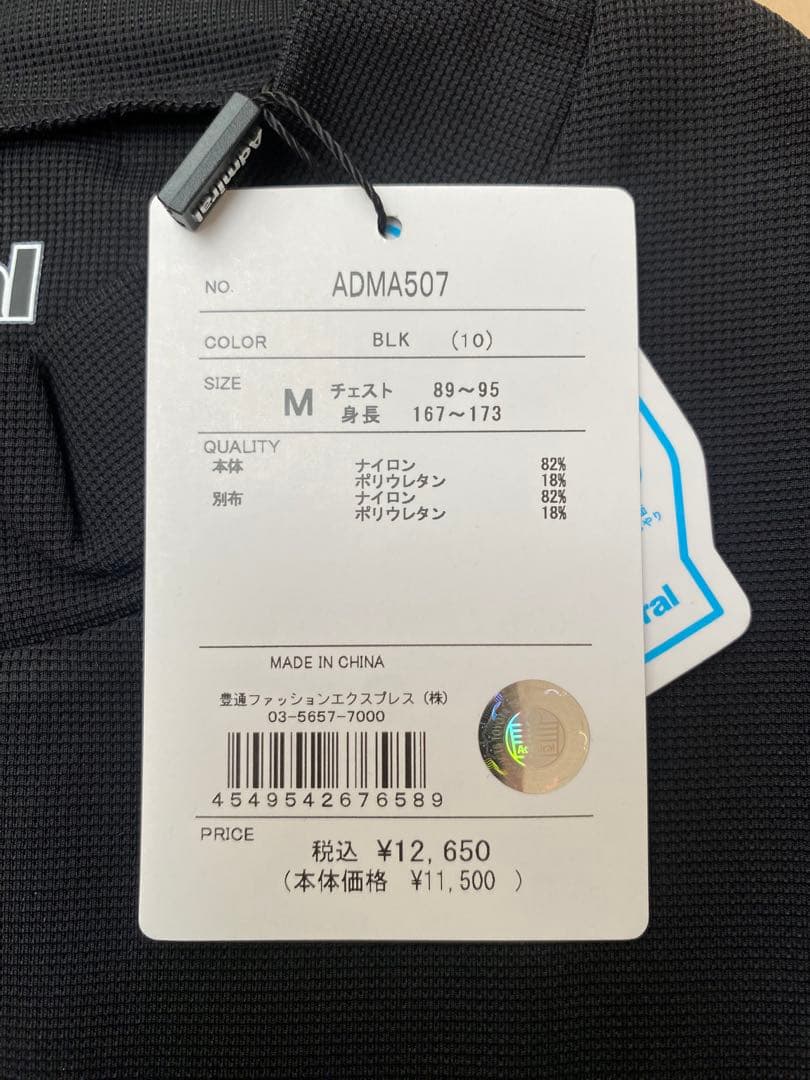 Admiral
NO. ADMA507
COLOR BLK (10)
SIZE M チェスト 89～95
身長 167～173
QUALITY
本体 ナイロン 82%
ポリウレタン 18%
別布 ナイロン 82%
ポリウレタン 18%
MADE IN CHINA
豊通ファッションエクスプレス（株）
03-5657-7000
4549542676589
PRICE
税込 ¥12,650
（本体価格 ¥11,500 ）